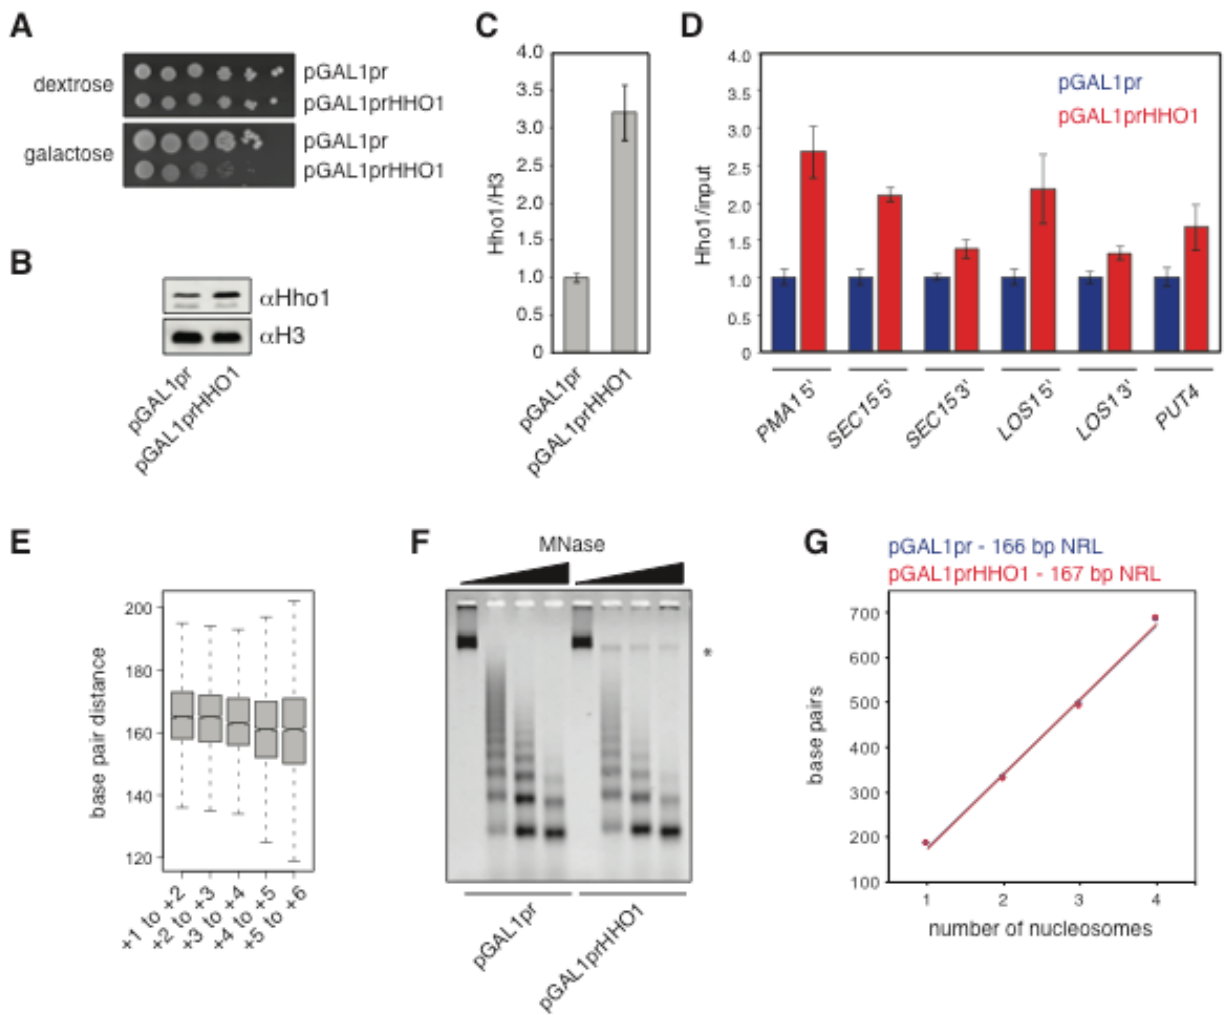 A
dextrose
pGAL1pr
pGAL1prHHO1
galactose
pGAL1pr
pGAL1prHHO1
B
αHho1
αH3
pGAL1pr
pGAL1prHHO1
C
Hho1/H3
4.0
3.5
3.0
2.5
2.0
1.5
1.0
0.5
0
pGAL1pr
pGAL1prHHO1
D
Hho1/input
4.0
3.5
3.0
2.5
2.0
1.5
1.0
0.5
0
pGAL1pr
pGAL1prHHO1
PMA1 5'
SEC15 5'
SEC15 3'
LOS1 5'
LOS1 3'
PUT4
E
base pair distance
200
180
160
140
120
+1 to +2
+2 to +3
+3 to +4
+4 to +5
+5 to +6
F
MNase
*
pGAL1pr
pGAL1prHHO1
G
pGAL1pr - 166 bp NRL
pGAL1prHHO1 - 167 bp NRL
base pairs
700
600
500
400
300
200
100
1 2 3 4
number of nucleosomes